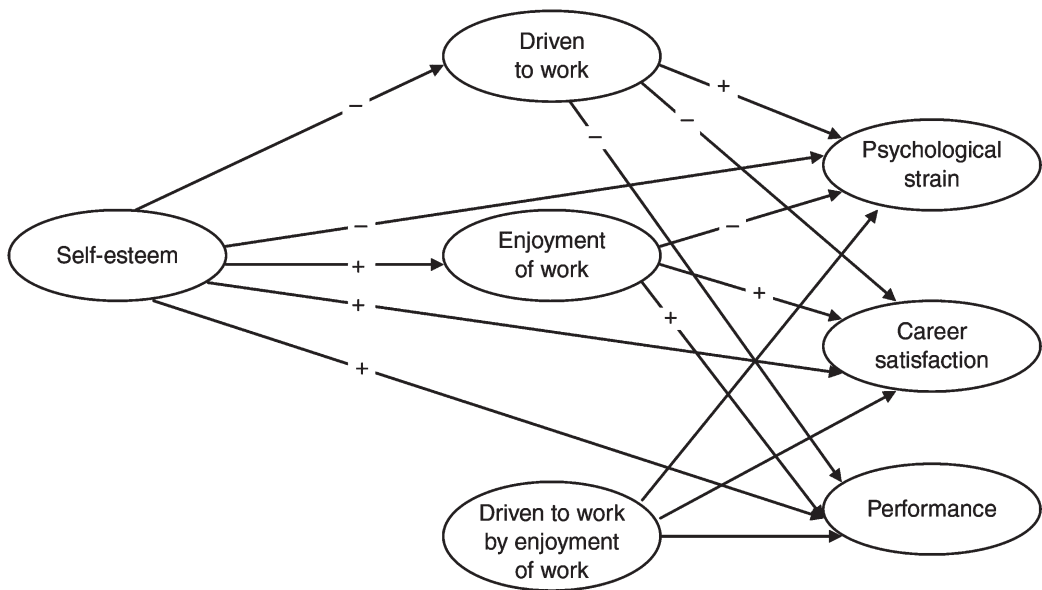 Driven
to work
+
–
–
–
Psychological
strain
–
–
Enjoyment
of work
Self-esteem
+
+
+
+
Career
satisfaction
+
Driven to work
by enjoyment
of work
Performance